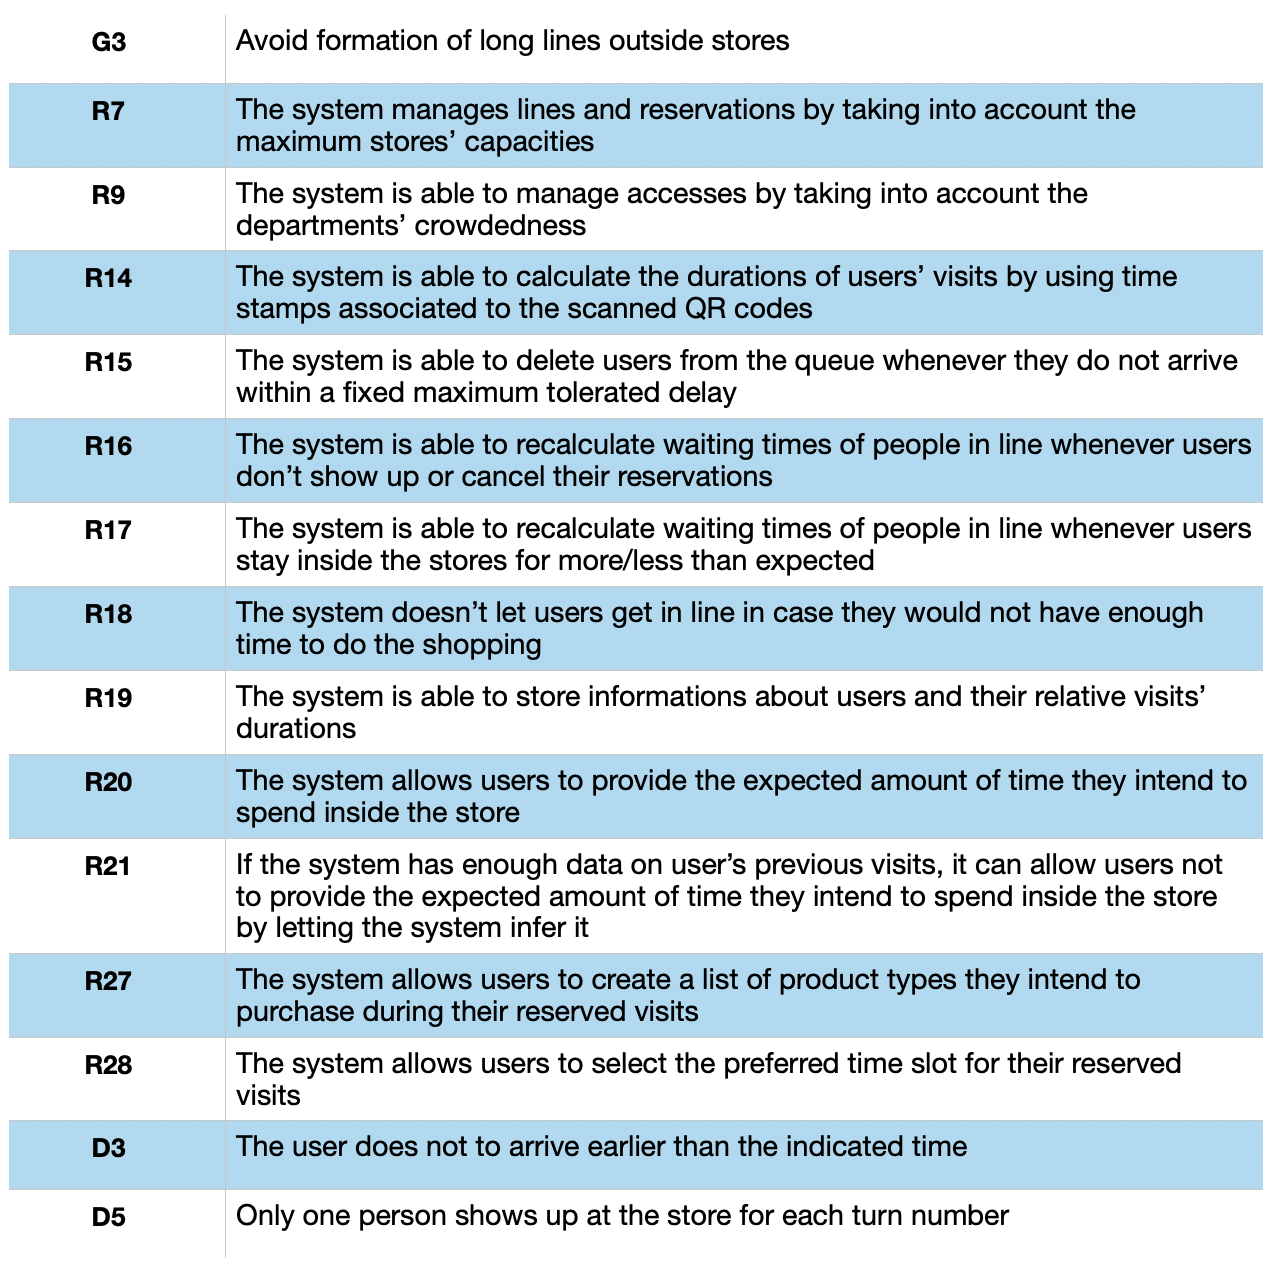 G3 Avoid formation of long lines outside stores
R7 The system manages lines and reservations by taking into account the
maximum stores’ capacities
R9 The system is able to manage accesses by taking into account the
departments’ crowdedness
R14 The system is able to calculate the durations of users’ visits by using time
stamps associated to the scanned QR codes
R15 The system is able to delete users from the queue whenever they do not arrive
within a fixed maximum tolerated delay
R16 The system is able to recalculate waiting times of people in line whenever users
don’t show up or cancel their reservations
R17 The system is able to recalculate waiting times of people in line whenever users
stay inside the stores for more/less than expected
R18 The system doesn’t let users get in line in case they would not have enough
time to do the shopping
R19 The system is able to store informations about users and their relative visits’
durations
R20 The system allows users to provide the expected amount of time they intend to
spend inside the store
R21 If the system has enough data on user’s previous visits, it can allow users not
to provide the expected amount of time they intend to spend inside the store
by letting the system infer it
R27 The system allows users to create a list of product types they intend to
purchase during their reserved visits
R28 The system allows users to select the preferred time slot for their reserved
visits
D3 The user does not to arrive earlier than the indicated time
D5 Only one person shows up at the store for each turn number